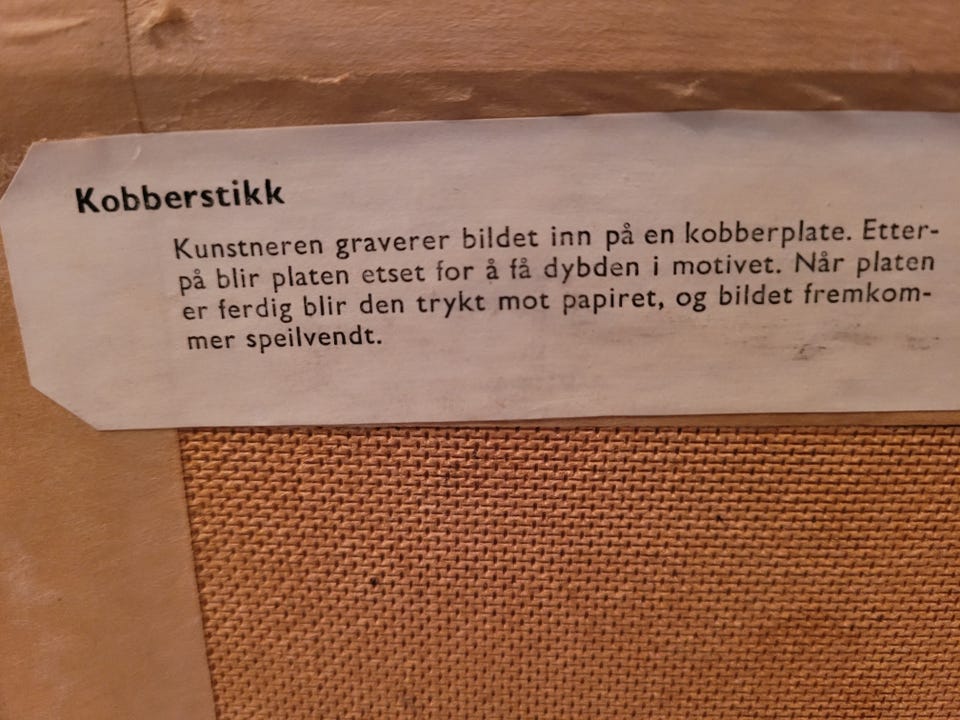 Kobberstikk
Kunstneren graverer bildet inn på en kobberplate. Etter-
på blir platen etset for å få dybden i motivet. Når platen
er ferdig blir den trykt mot papiret, og bildet fremkom-
mer speilvendt.